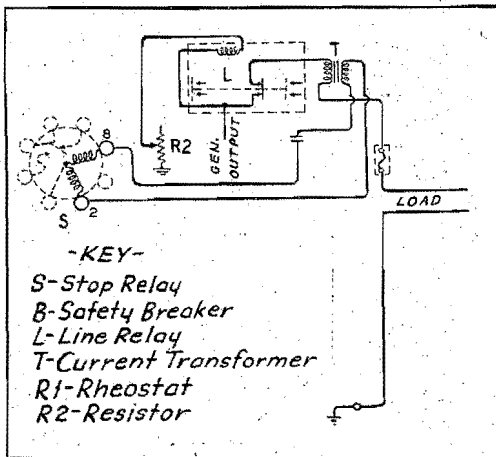 T
L
8
R2
GEN.
OUTPUT
S
2
LOAD
-KEY-
S-Stop Relay
B-Safety Breaker
L-Line Relay
T-Current Transformer
R1-Rheostat
R2-Resistor